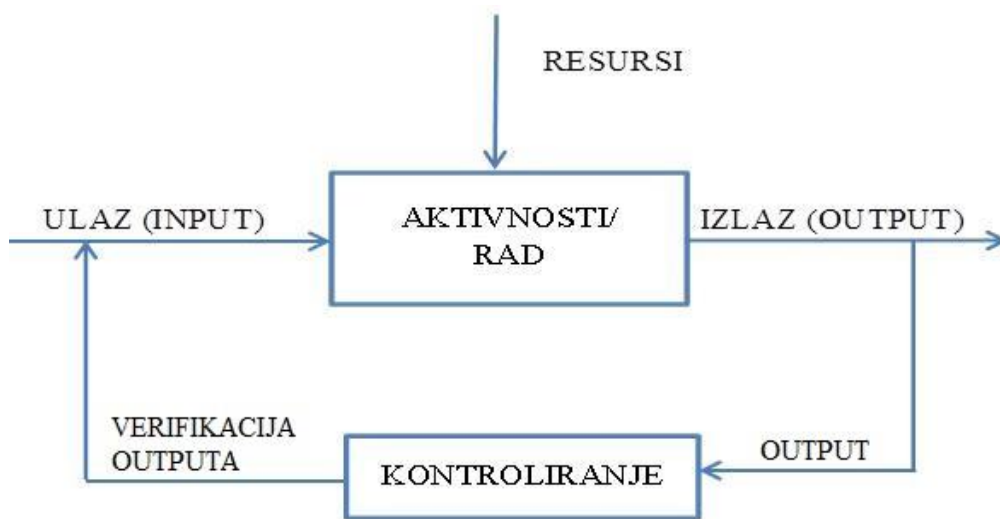 RESURSI
ULAZ (INPUT)
AKTIVNOSTI/
RAD
IZLAZ (OUTPUT)
VERIFIKACIJA
OUTPUTA
KONTROLIRANJE
OUTPUT